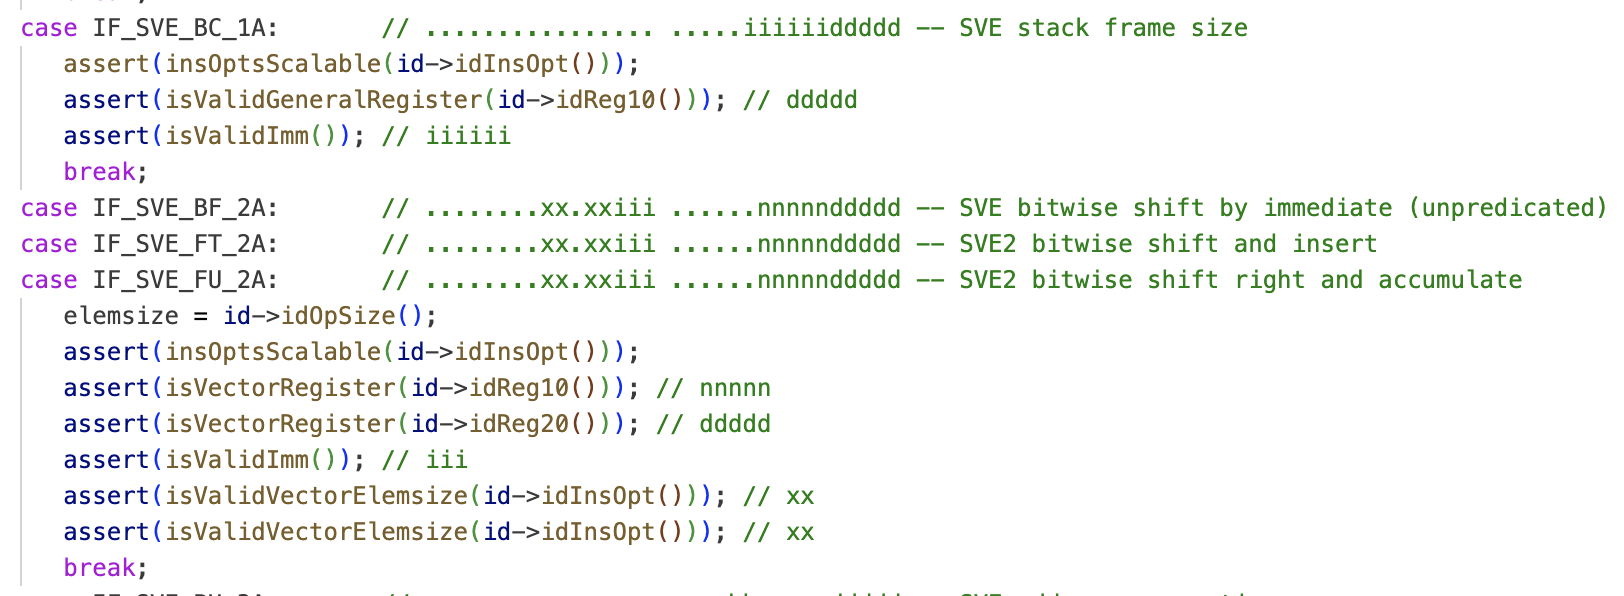 case IF_SVE_BC_1A:       // ................ .....iiiiiiddddd -- SVE stack frame size
   assert(insOptsScalable(id->idInsOpt()));
   assert(isValidGeneralRegister(id->idReg10())); // ddddd
   assert(isValidImm()); // iiiiii
   break;
case IF_SVE_BF_2A:       // ........xx.xxiii ......nnnnnddddd -- SVE bitwise shift by immediate (unpredicated)
case IF_SVE_FT_2A:       // ........xx.xxiii ......nnnnnddddd -- SVE2 bitwise shift and insert
case IF_SVE_FU_2A:       // ........xx.xxiii ......nnnnnddddd -- SVE2 bitwise shift right and accumulate
   elemsize = id->idOpSize();
   assert(insOptsScalable(id->idInsOpt()));
   assert(isVectorRegister(id->idReg10())); // nnnnn
   assert(isVectorRegister(id->idReg20())); // ddddd
   assert(isValidImm()); // iii
   assert(isValidVectorElemsize(id->idInsOpt())); // xx
   assert(isValidVectorElemsize(id->idInsOpt())); // xx
   break;